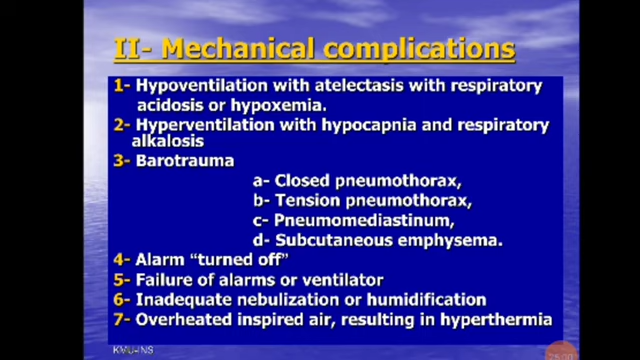 II- Mechanical complications
1- Hypoventilation with atelectasis with respiratory
acidosis or hypoxemia.
2- Hyperventilation with hypocapnia and respiratory
alkalosis
3- Barotrauma
a- Closed pneumothorax,
b- Tension pneumothorax,
c- Pneumomediastinum,
d- Subcutaneous emphysema.
4- Alarm “turned off”
5- Failure of alarms or ventilator
6- Inadequate nebulization or humidification
7- Overheated inspired air, resulting in hyperthermia